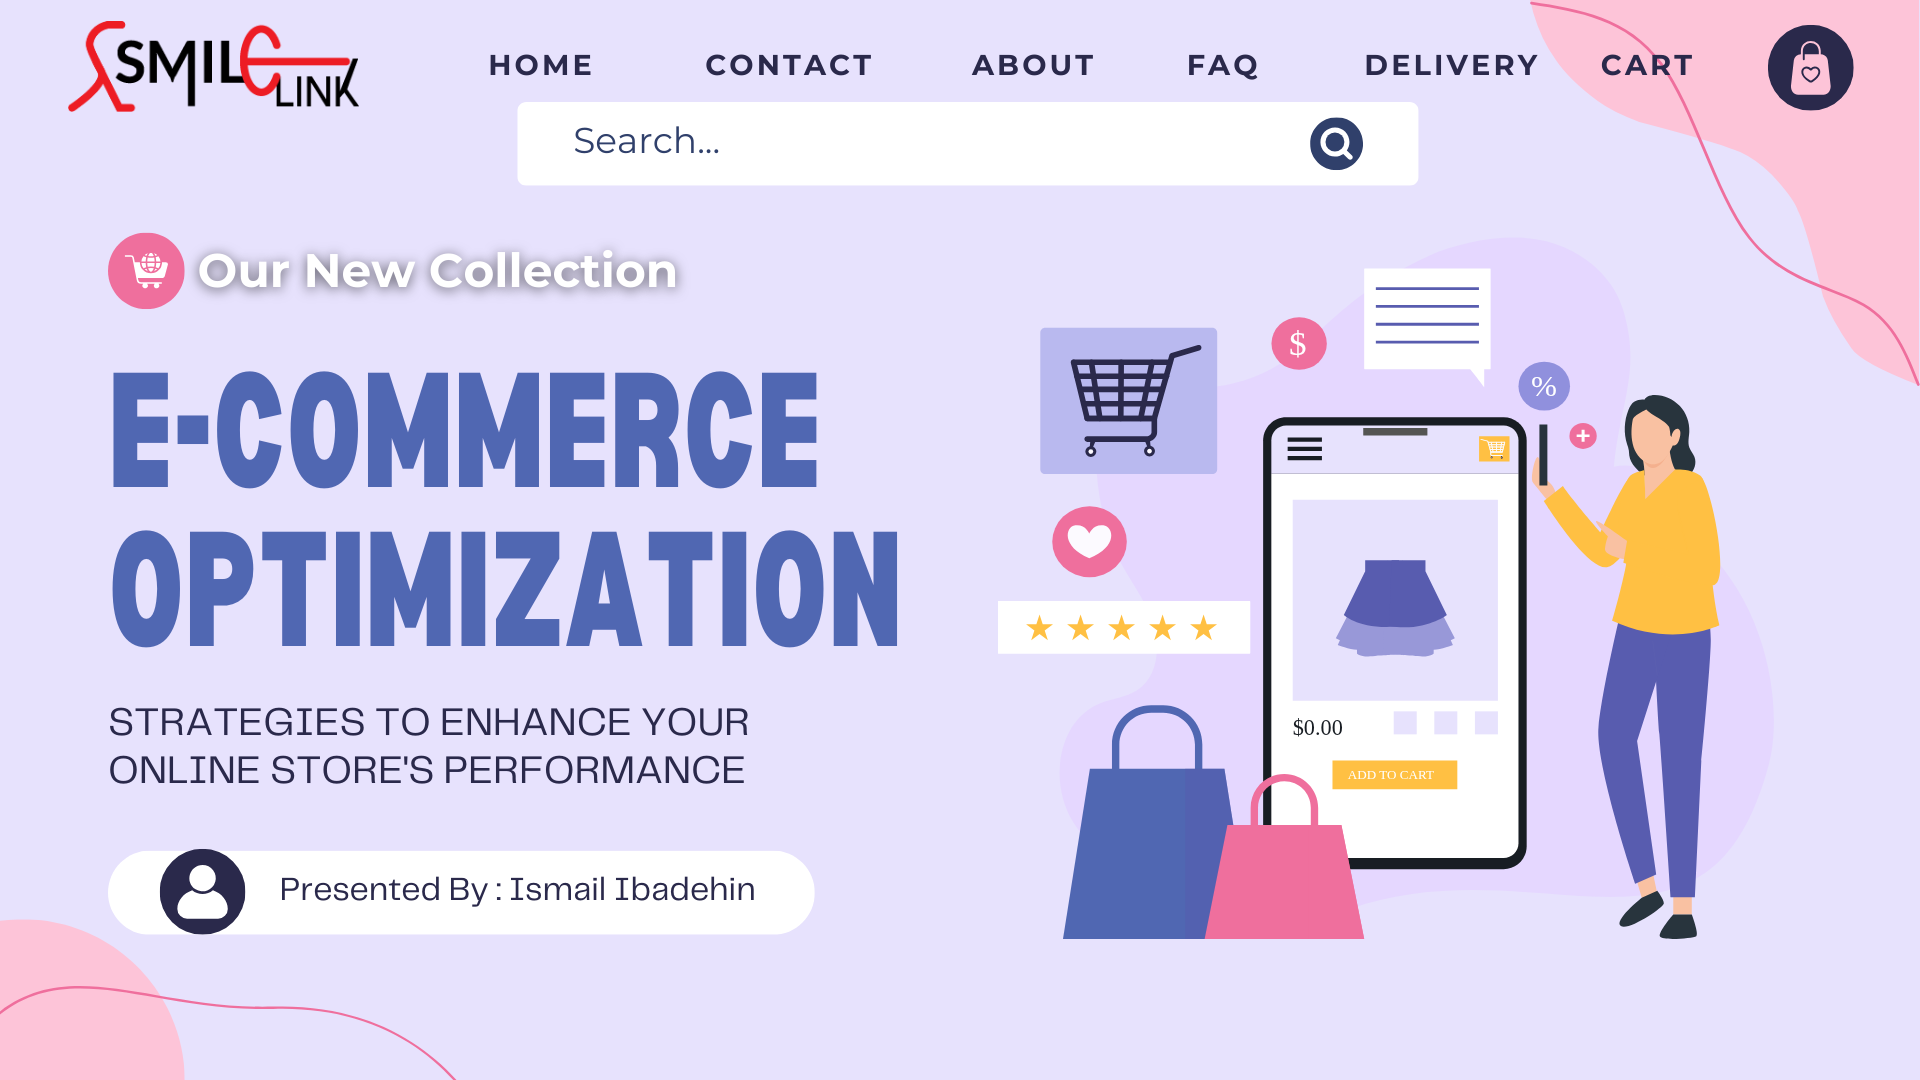 SMILE
LINK
HOME CONTACT ABOUT FAQ DELIVERY CART
Search...
Our New Collection
E-COMMERCE
OPTIMIZATION
STRATEGIES TO ENHANCE YOUR
ONLINE STORE'S PERFORMANCE
Presented By : Ismail Ibadehin
$
%
+
$0.00
ADD TO CART